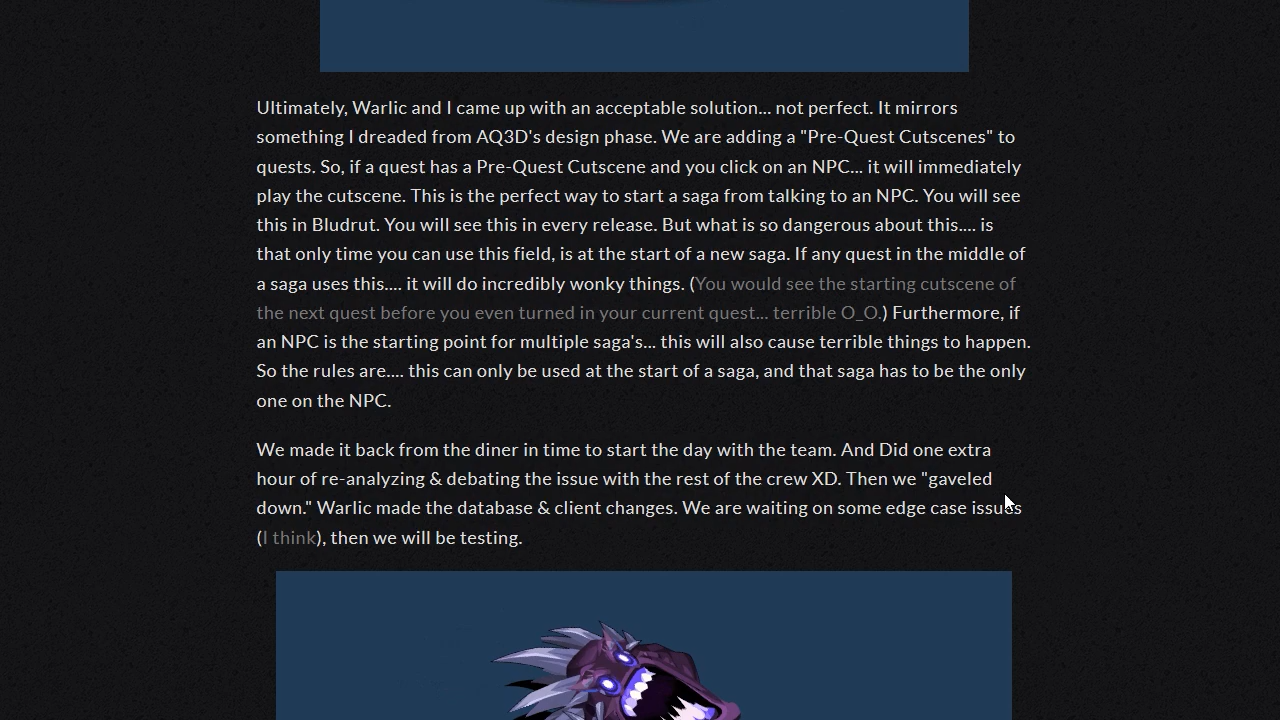 Ultimately, Warlic and I came up with an acceptable solution... not perfect. It mirrors
something I dreaded from AQ3D's design phase. We are adding a "Pre-Quest Cutscenes" to
quests. So, if a quest has a Pre-Quest Cutscene and you click on an NPC... it will immediately
play the cutscene. This is the perfect way to start a saga from talking to an NPC. You will see
this in Bludrut. You will see this in every release. But what is so dangerous about this.... is
that only time you can use this field, is at the start of a new saga. If any quest in the middle of
a saga uses this.... it will do incredibly wonky things. (You would see the starting cutscene of
the next quest before you even turned in your current quest... terrible O_O.) Furthermore, if
an NPC is the starting point for multiple saga's... this will also cause terrible things to happen.
So the rules are.... this can only be used at the start of a saga, and that saga has to be the only
one on the NPC.
We made it back from the diner in time to start the day with the team. And Did one extra
hour of re-analyzing & debating the issue with the rest of the crew XD. Then we "gaveled
down." Warlic made the database & client changes. We are waiting on some edge case issues
(I think), then we will be testing.